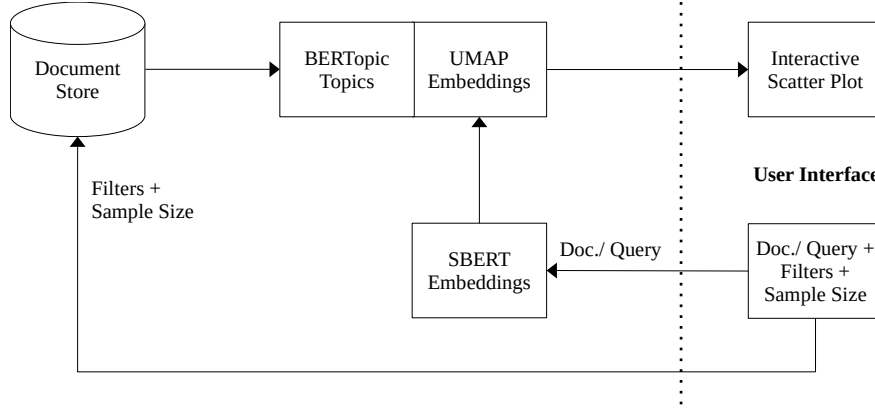 Document
Store
BERTopic
Topics
UMAP
Embeddings
Interactive
Scatter Plot
User Interface
Filters +
Sample Size
SBERT
Embeddings
Doc./ Query
Doc./ Query +
Filters +
Sample Size